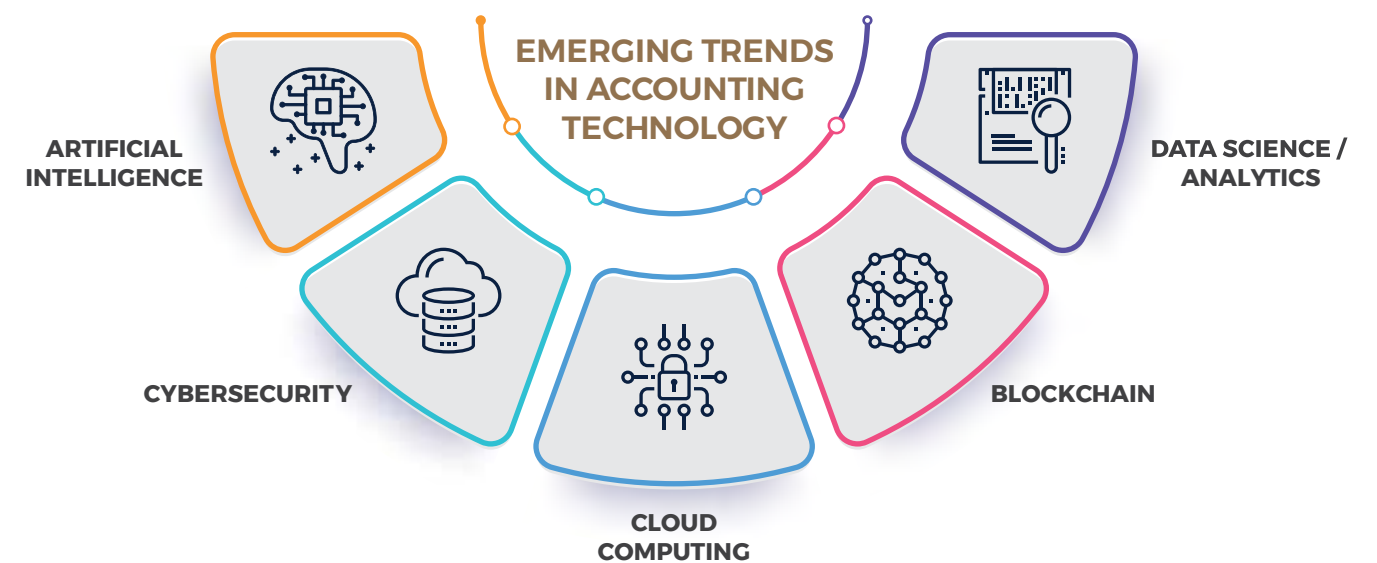 EMERGING TRENDS
IN ACCOUNTING
TECHNOLOGY
ARTIFICIAL
INTELLIGENCE
CYBERSECURITY
CLOUD
COMPUTING
BLOCKCHAIN
DATA SCIENCE /
ANALYTICS